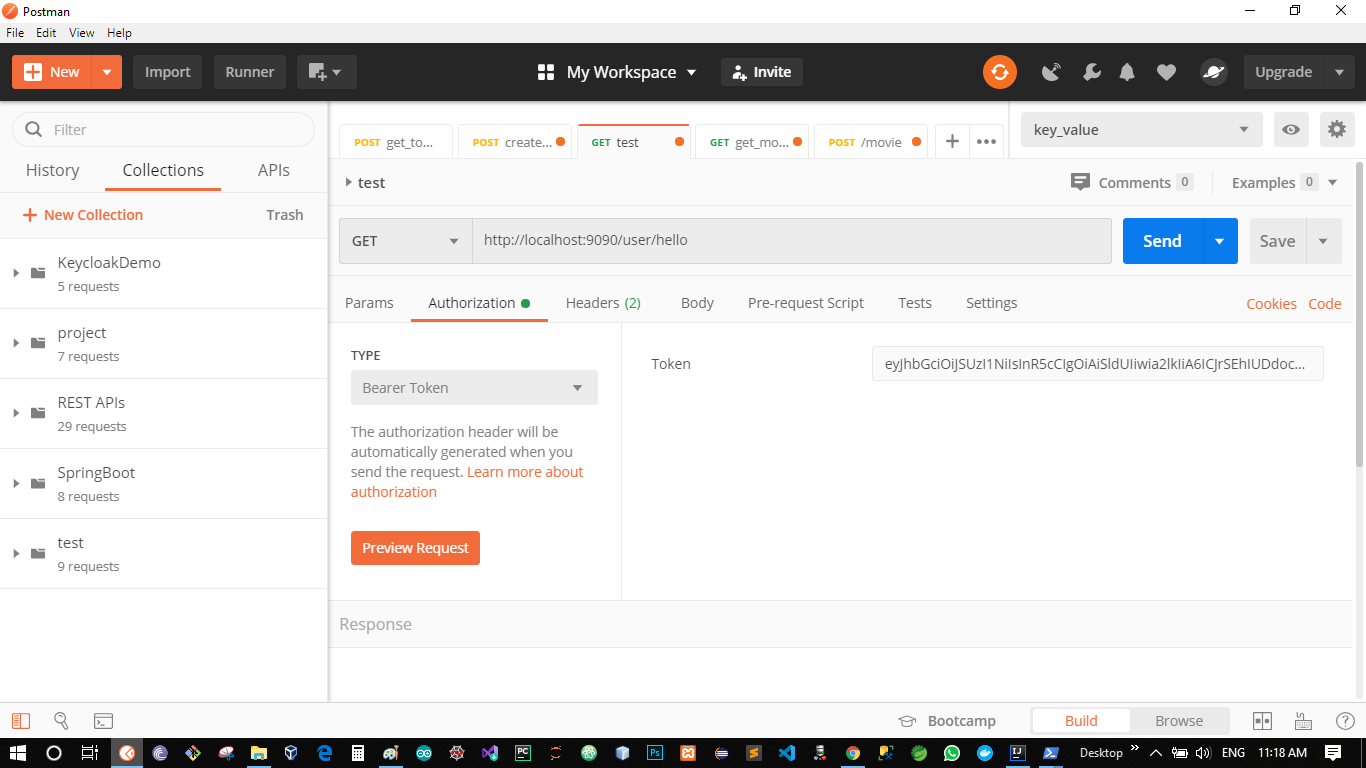 Postman
File Edit View Help
New Import Runner My Workspace Invite Upgrade
Filter
History Collections APIs
New Collection Trash
KeycloakDemo
5 requests
project
7 requests
REST APIs
29 requests
SpringBoot
8 requests
test
9 requests
POST get_to... POST create... GET test GET get_mo... POST /movie
key_value
test Comments 0 Examples 0
GET http://localhost:9090/user/hello Send Save
Params Authorization Headers (2) Body Pre-request Script Tests Settings Cookies Code
TYPE
Bearer Token
The authorization header will be
automatically generated when you
send the request. Learn more about
authorization
Preview Request
Token eyJhbGciOiJSUzI1NiIsInR5cCIgOiAiSldUIiwia2lkIiA6ICJrSEhIUDdoc...
Response
Bootcamp Build Browse
Desktop ENG 11:18 AM